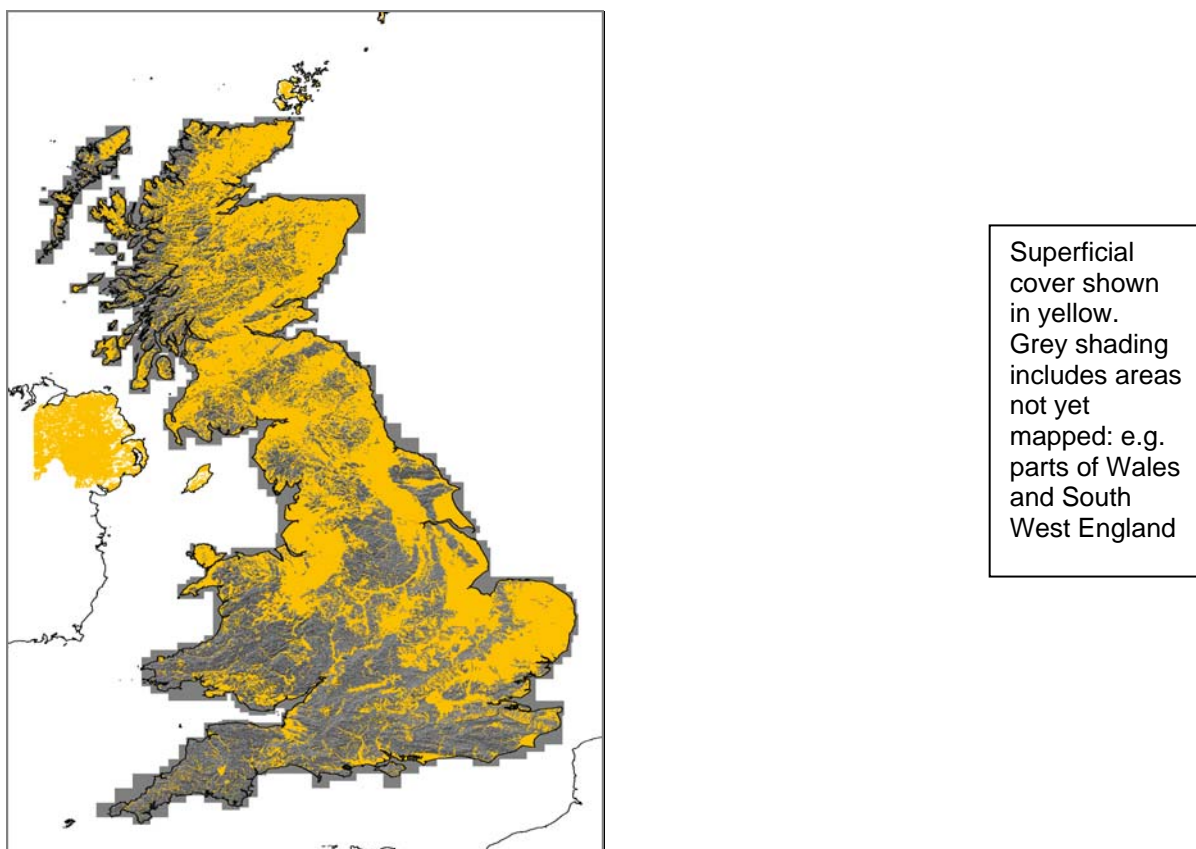 Superficial
cover shown
in yellow.
Grey shading
includes areas
not yet
mapped: e.g.
parts of Wales
and South
West England